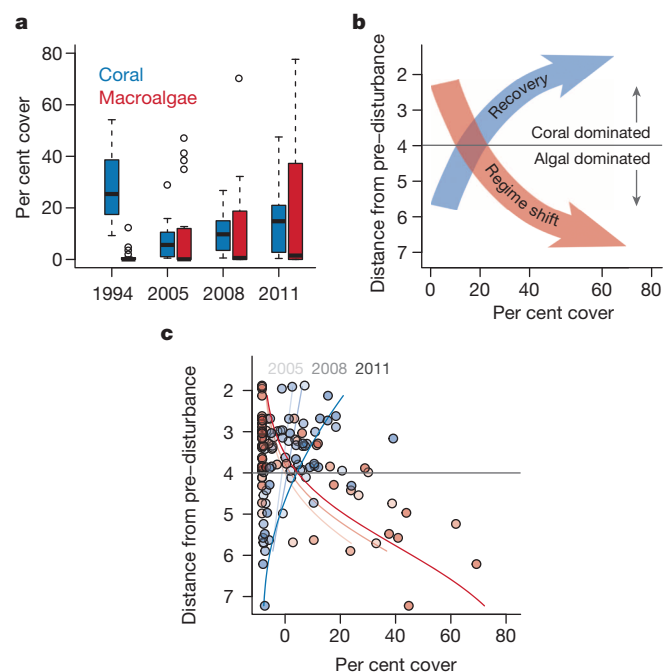 a
80
60
40
20
0
Per cent cover
Coral
Macroalgae
1994 2005 2008 2011
b
2
3
4
5
6
7
Distance from pre-disturbance
Recovery
Coral dominated
Algal dominated
Regime shift
0 20 40 60 80
Per cent cover
c
2005 2008 2011
2
3
4
5
6
7
Distance from pre–disturbance
0 20 40 60 80
Per cent cover